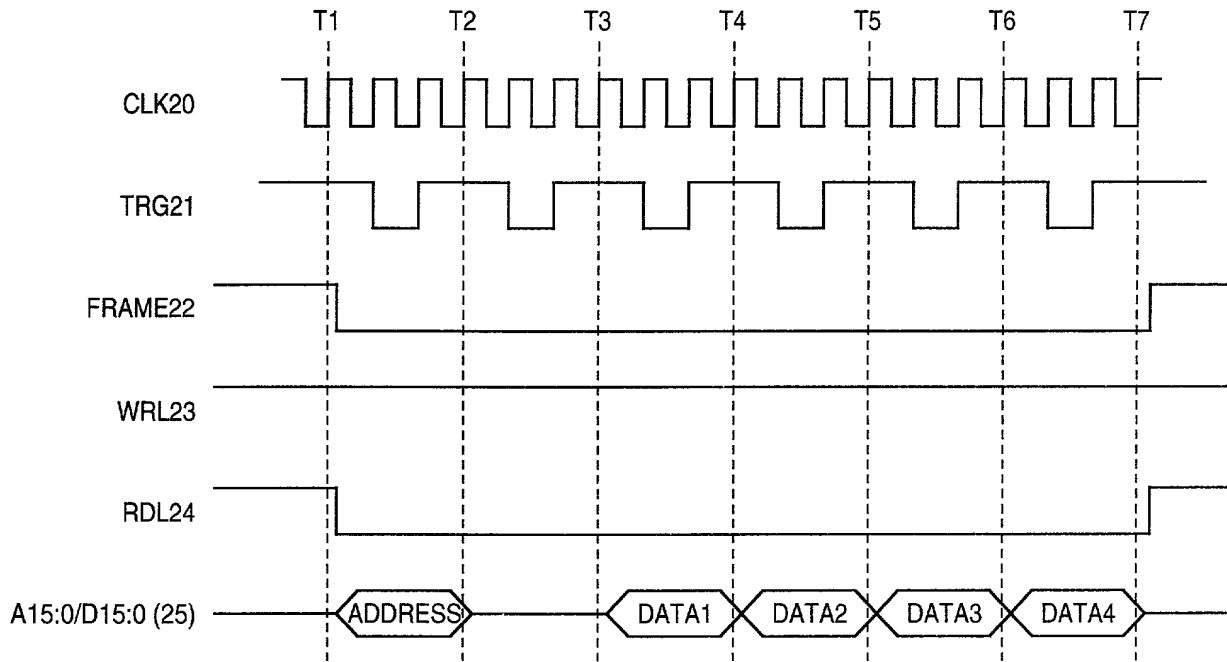 T1 T2 T3 T4 T5 T6 T7
CLK20
TRG21
FRAME22
WRL23
RDL24
A15:0/D15:0 (25) ADDRESS DATA1 DATA2 DATA3 DATA4